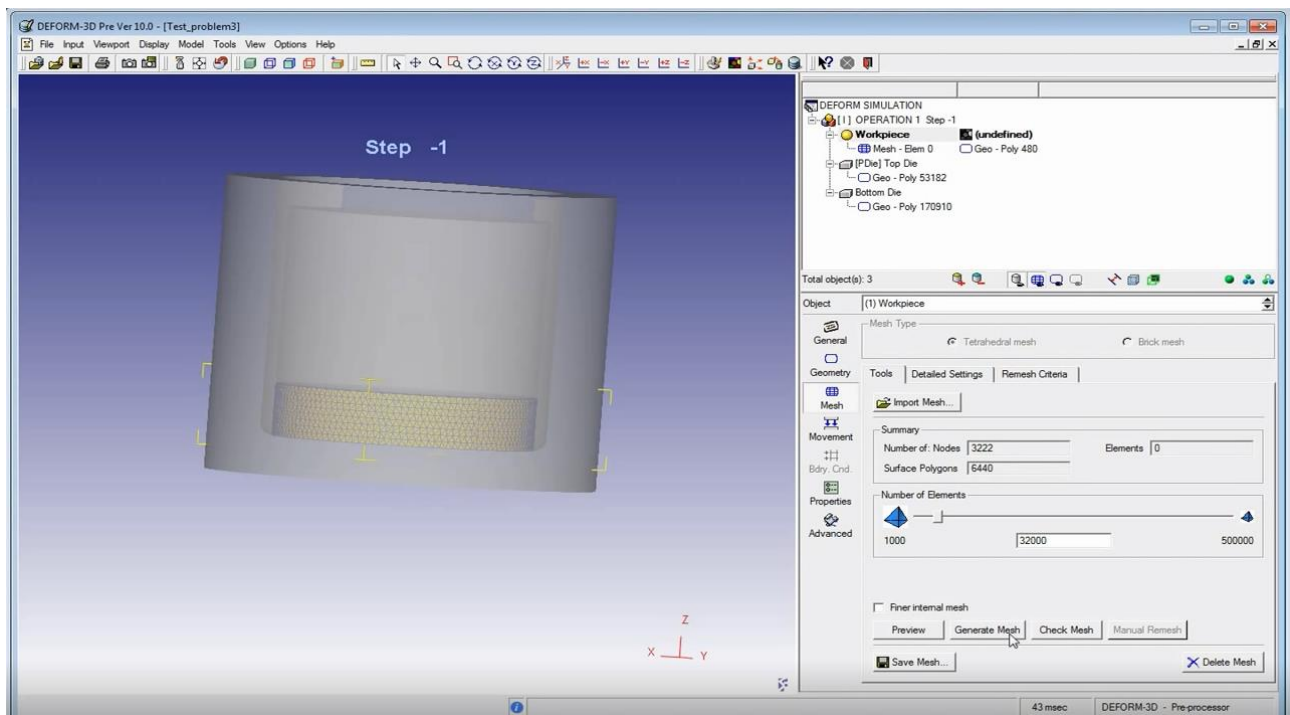 DEFORM-3D Pre Ver 10.0 - [Test_problem3]
File Input Viewport Display Model Tools View Options Help
Step -1
DEFORM SIMULATION
[1] OPERATION 1 Step -1
Workpiece (undefined)
Mesh - Elem 0 Geo - Poly 480
[PDie] Top Die
Geo - Poly 53182
Bottom Die
Geo - Poly 170910
Total object(s): 3
Object (1) Workpiece
General
Geometry
Mesh
Movement
Bdry. Cnd.
Properties
Advanced
Mesh Type
Tetrahedral mesh Brick mesh
Tools Detailed Settings Remesh Criteria
Import Mesh...
Summary
Number of: Nodes 3222 Elements 0
Surface Polygons 6440
Number of Elements
1000 32000 500000
Finer internal mesh
Preview Generate Mesh Check Mesh Manual Remesh
Save Mesh... Delete Mesh
Z
X Y
43 msec DEFORM-3D - Pre-processor